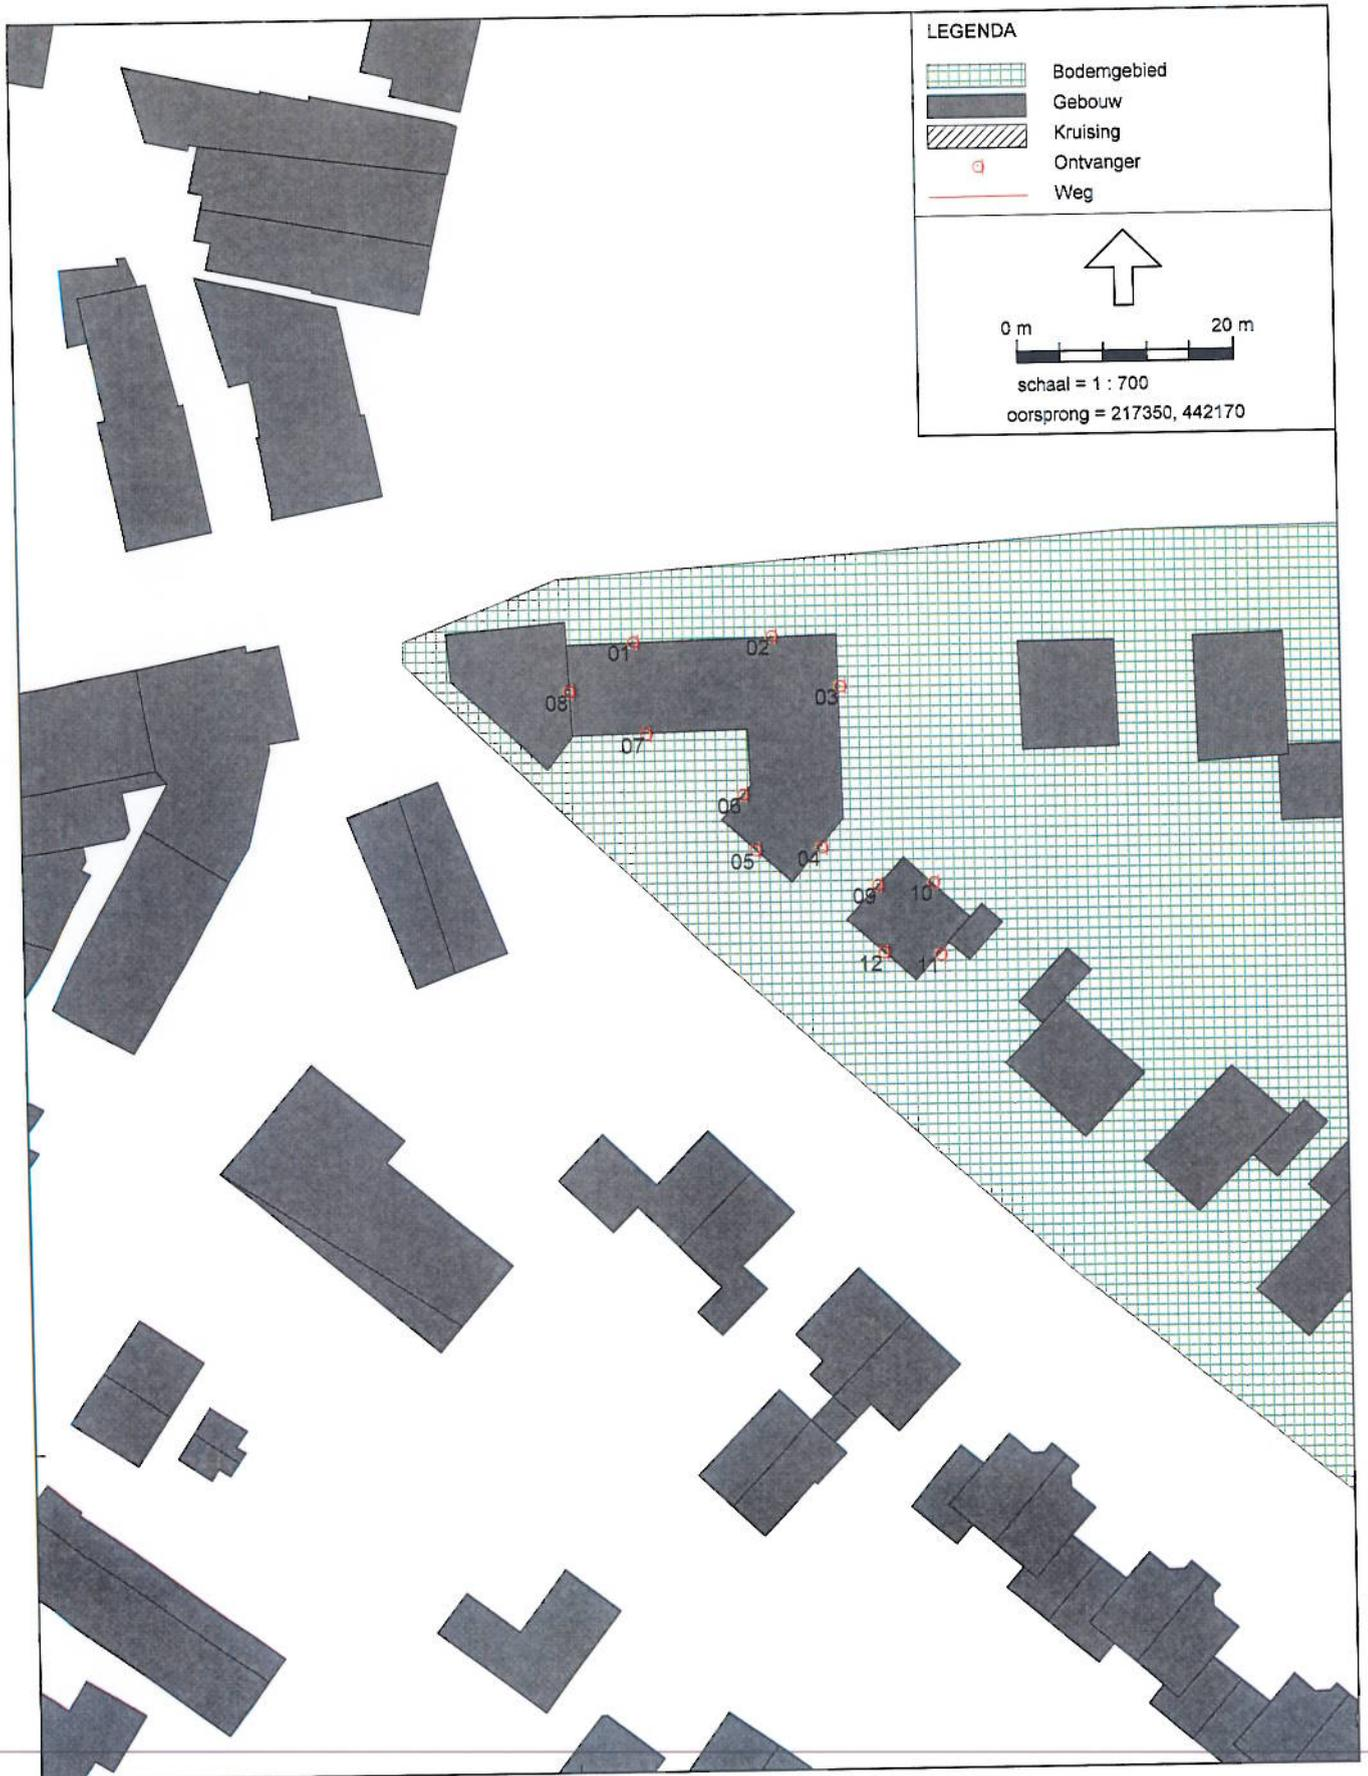 LEGENDA
Bodemgebied
Gebouw
Kruising
Ontvanger
Weg
0 m 20 m
schaal = 1 : 700
oorsprong = 217350, 442170
01
02
03
08
07
06
05
04
09
10
12
11